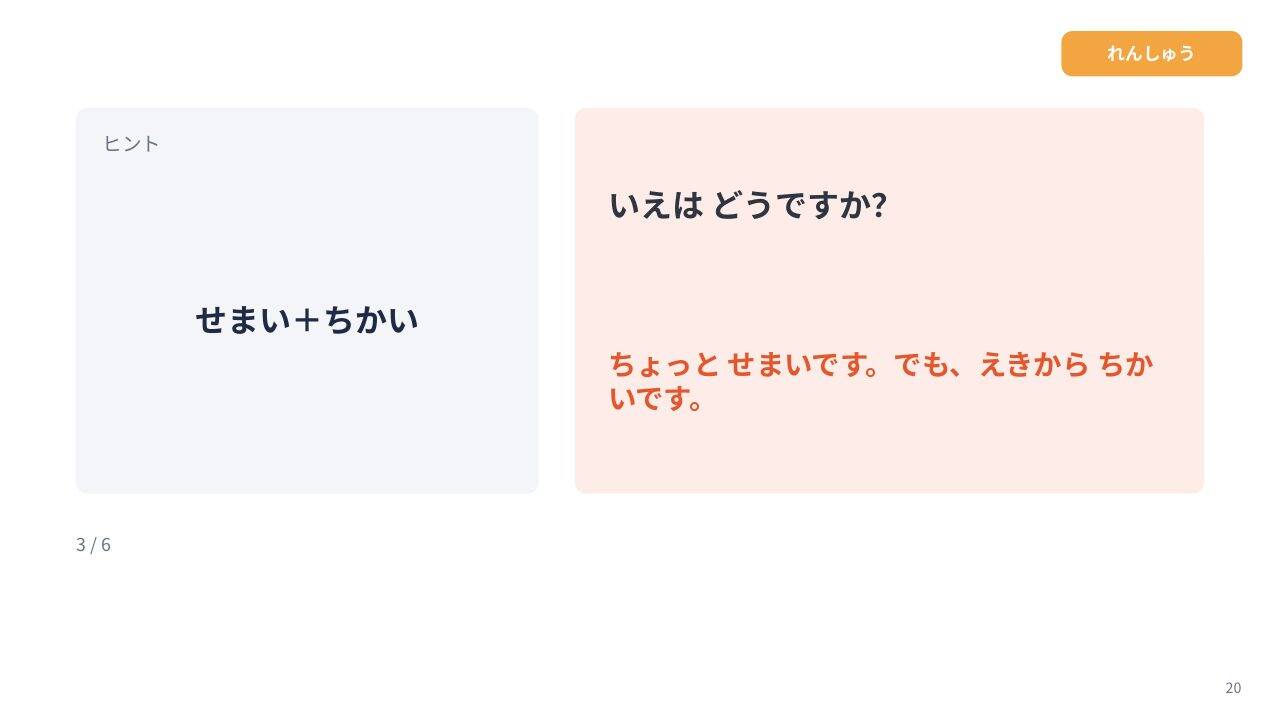 れんしゅう
ヒント
せまい＋ちかい
いえは どうですか?
ちょっと せまいです。でも、えきから ちか
いです。
3 / 6
20